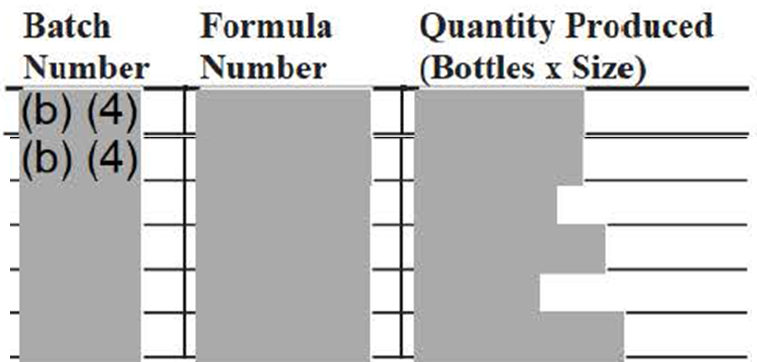 Batch Formula Quantity Produced
Number Number (Bottles x Size)
(b) (4)
(b) (4)